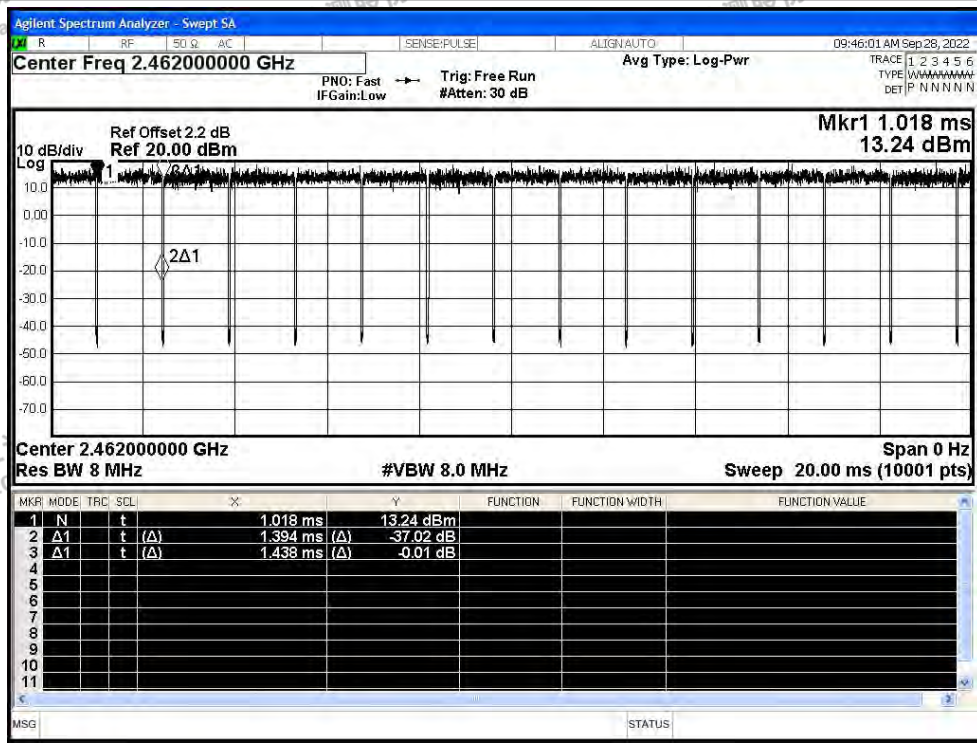 Agilent Spectrum Analyzer - Swept SA
R RF 50 Ω AC SENSE:PULSE ALIGN AUTO 09:46:01 AM Sep 28, 2022
Center Freq 2.462000000 GHz
Avg Type: Log-Pwr
TRACE 1 2 3 4 5 6
TYPE
DET P N N N N N
PNO: Fast
IFGain:Low
Trig: Free Run
#Atten: 30 dB
Mkr1 1.018 ms
13.24 dBm
Ref Offset 2.2 dB
10 dB/div Ref 20.00 dBm
Log
1
3Δ1
10.0
0.00
-10.0
2Δ1
-20.0
-30.0
-40.0
-50.0
-60.0
-70.0
Center 2.462000000 GHz Span 0 Hz
Res BW 8 MHz #VBW 8.0 MHz Sweep 20.00 ms (10001 pts)
MKR MODE TRC SCL X Y FUNCTION FUNCTION WIDTH FUNCTION VALUE
1 N t 1.018 ms 13.24 dBm
2 Δ1 t (Δ) 1.394 ms (Δ) -37.02 dB
3 Δ1 t (Δ) 1.438 ms (Δ) -0.01 dB
4
5
6
7
8
9
10
11
MSG STATUS